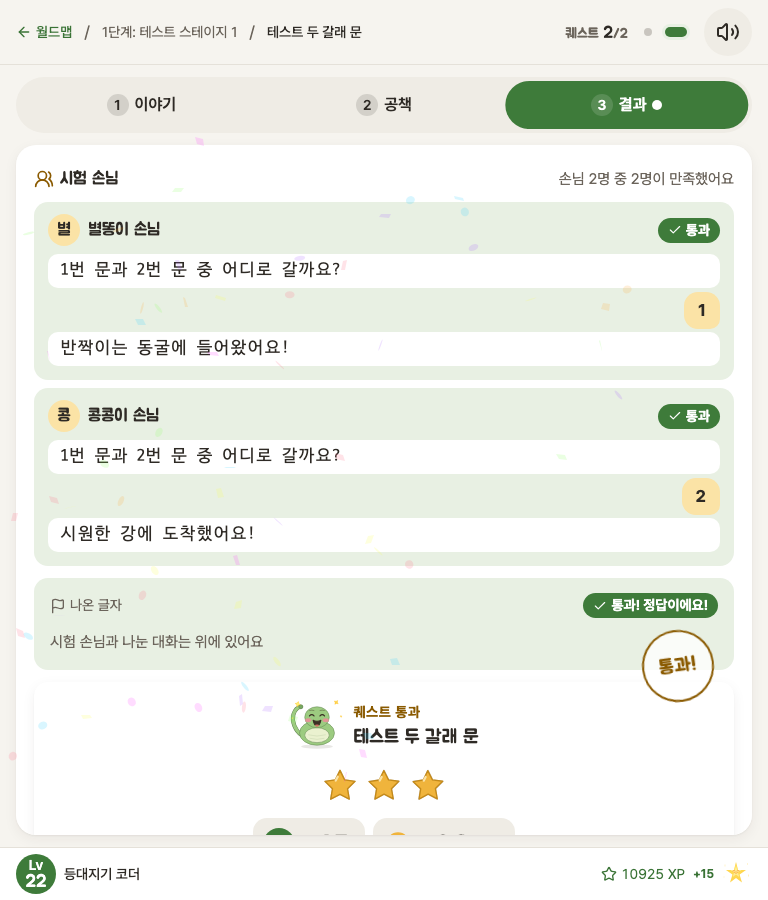 ← 월드맵 / 1단계: 테스트 스테이지 1 / 테스트 두 갈래 문
퀘스트 2/2
1 이야기
2 공책
3 결과
시험 손님
손님 2명 중 2명이 만족했어요
별 별똥이 손님
통과
1번 문과 2번 문 중 어디로 갈까요?
1
반짝이는 동굴에 들어왔어요!
콩 콩콩이 손님
통과
1번 문과 2번 문 중 어디로 갈까요?
2
시원한 강에 도착했어요!
나온 글자
통과! 정답이에요!
시험 손님과 나눈 대화는 위에 있어요
통과!
퀘스트 통과
테스트 두 갈래 문
Lv 22
등대지기 코더
10925 XP +15